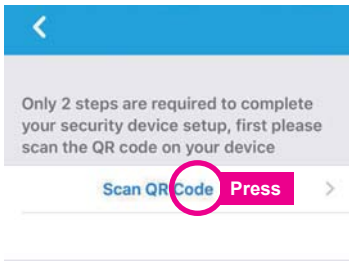 Only 2 steps are required to complete
your security device setup, first please
scan the QR code on your device
Scan QR Code Press